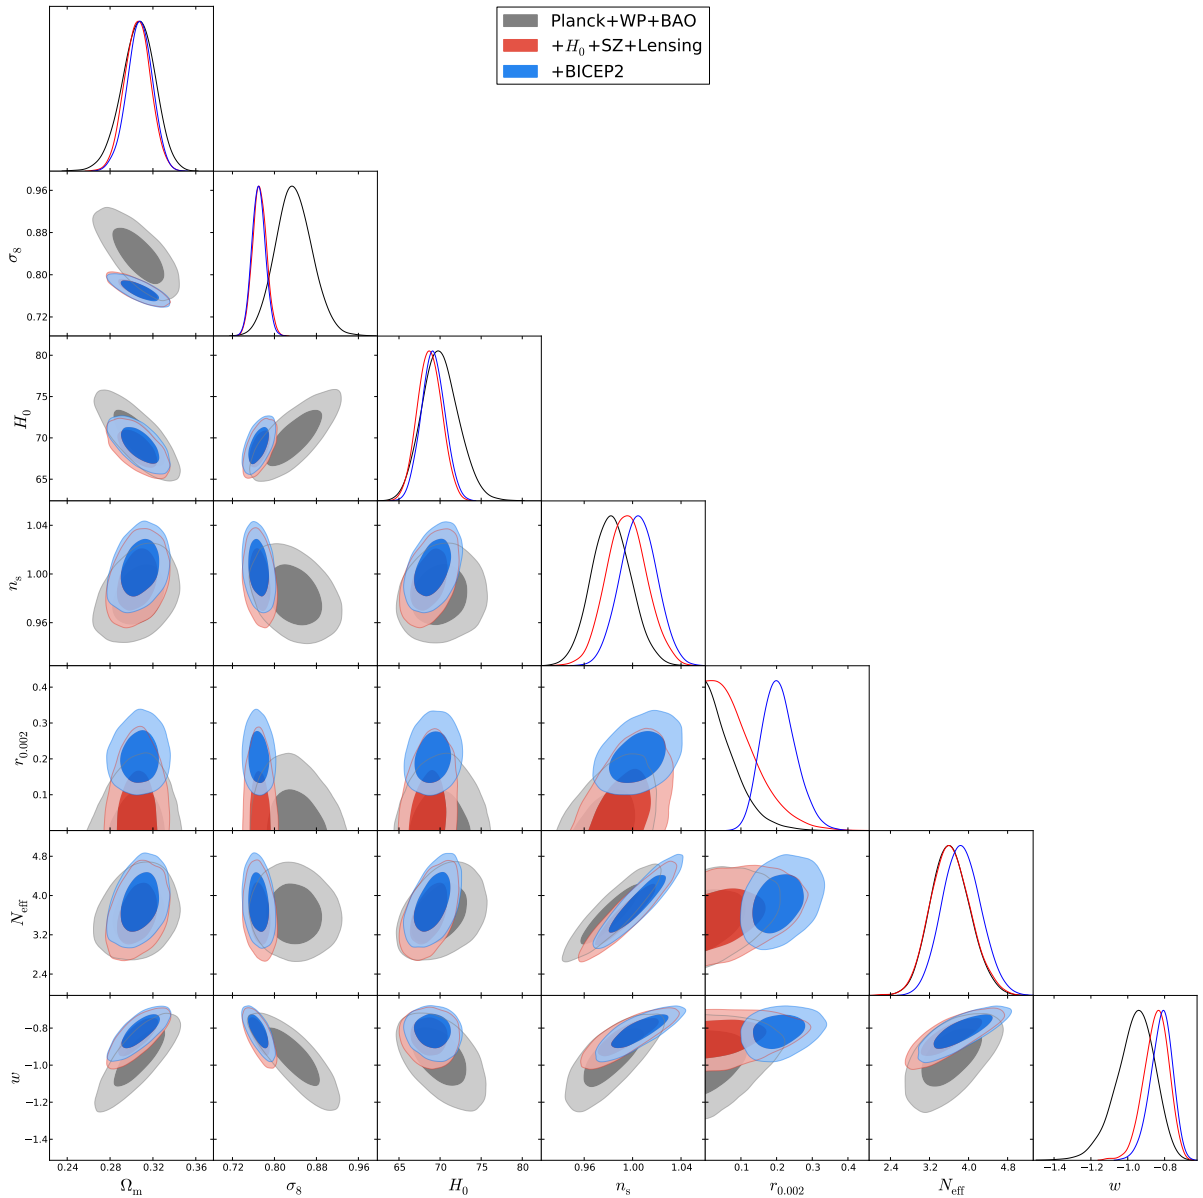 Planck+WP+BAO
+H₀+SZ+Lensing
+BICEP2
σ₈
0.96
0.88
0.80
0.72
H₀
80
75
70
65
nₛ
1.04
1.00
0.96
r₀.₀₀₂
0.4
0.3
0.2
0.1
N_eff
4.8
4.0
3.2
2.4
w
−0.8
−1.0
−1.2
−1.4
0.24 0.28 0.32 0.36 0.72 0.80 0.88 0.96 65 70 75 80 0.96 1.00 1.04 0.1 0.2 0.3 0.4 2.4 3.2 4.0 4.8 −1.4 −1.2 −1.0 −0.8
Ω_m σ₈ H₀ nₛ r₀.₀₀₂ N_eff w